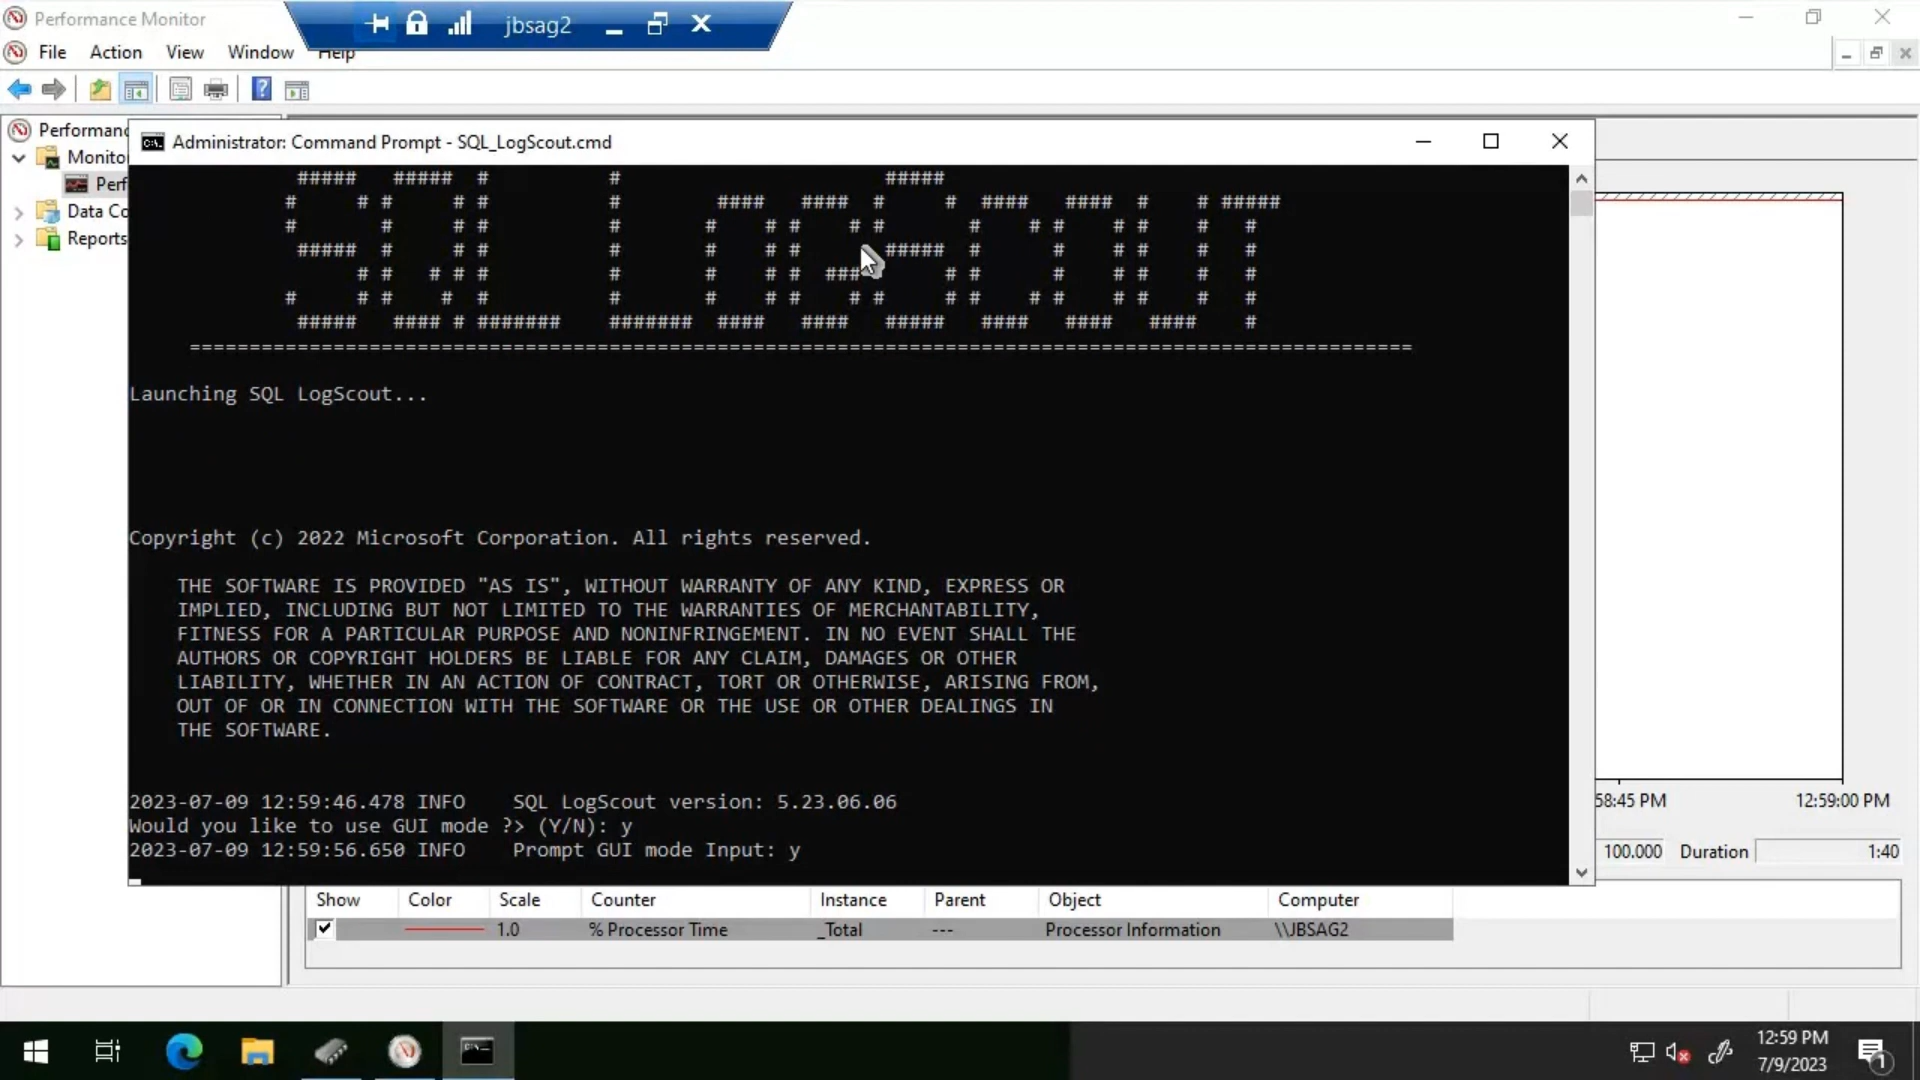 Performance Monitor
jbsag2
File Action View Window Help
Performanc
Administrator: Command Prompt - SQL_LogScout.cmd
Monito
Perf
Data Co
Reports
SQL LOGSCOUT
====================================================================================================
Launching SQL LogScout...
Copyright (c) 2022 Microsoft Corporation. All rights reserved.
THE SOFTWARE IS PROVIDED "AS IS", WITHOUT WARRANTY OF ANY KIND, EXPRESS OR
IMPLIED, INCLUDING BUT NOT LIMITED TO THE WARRANTIES OF MERCHANTABILITY,
FITNESS FOR A PARTICULAR PURPOSE AND NONINFRINGEMENT. IN NO EVENT SHALL THE
AUTHORS OR COPYRIGHT HOLDERS BE LIABLE FOR ANY CLAIM, DAMAGES OR OTHER
LIABILITY, WHETHER IN AN ACTION OF CONTRACT, TORT OR OTHERWISE, ARISING FROM,
OUT OF OR IN CONNECTION WITH THE SOFTWARE OR THE USE OR OTHER DEALINGS IN
THE SOFTWARE.
2023-07-09 12:59:46.478 INFO    SQL LogScout version: 5.23.06.06
Would you like to use GUI mode ?> (Y/N): y
2023-07-09 12:59:56.650 INFO    Prompt GUI mode Input: y
58:45 PM 12:59:00 PM
100.000 Duration 1:40
Show Color Scale Counter Instance Parent Object Computer
1.0 % Processor Time _Total --- Processor Information \\JBSAG2
12:59 PM
7/9/2023
1